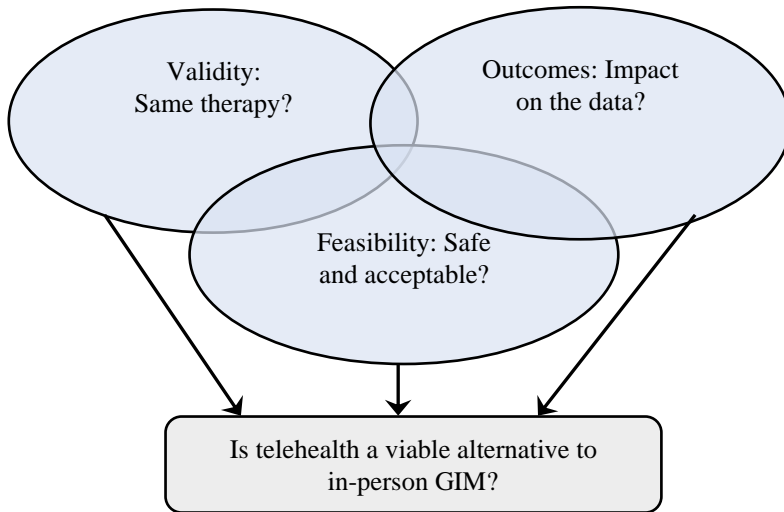 Validity:
Same therapy?
Outcomes: Impact
on the data?
Feasibility: Safe
and acceptable?
Is telehealth a viable alternative to
in-person GIM?